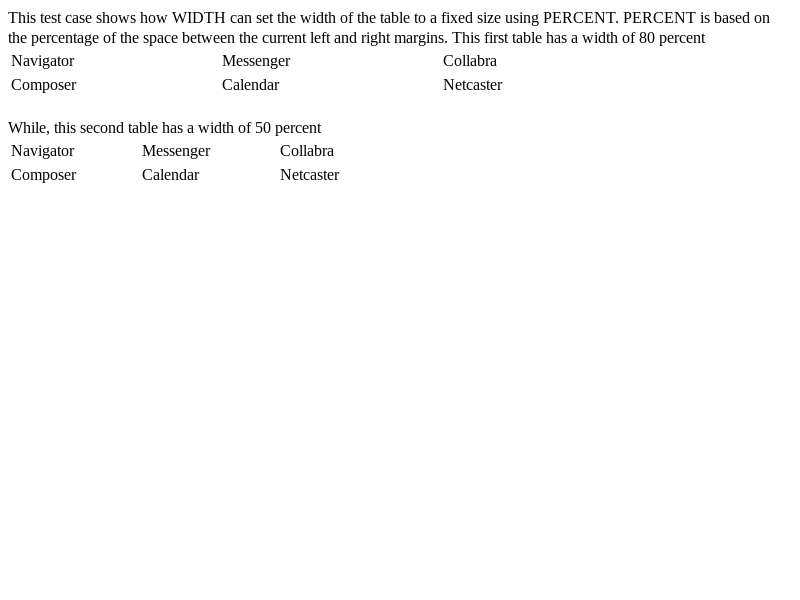 This test case shows how WIDTH can set the width of the table to a fixed size using PERCENT. PERCENT is based on
the percentage of the space between the current left and right margins. This first table has a width of 80 percent
Navigator Messenger Collabra
Composer Calendar Netcaster
While, this second table has a width of 50 percent
Navigator Messenger Collabra
Composer Calendar Netcaster